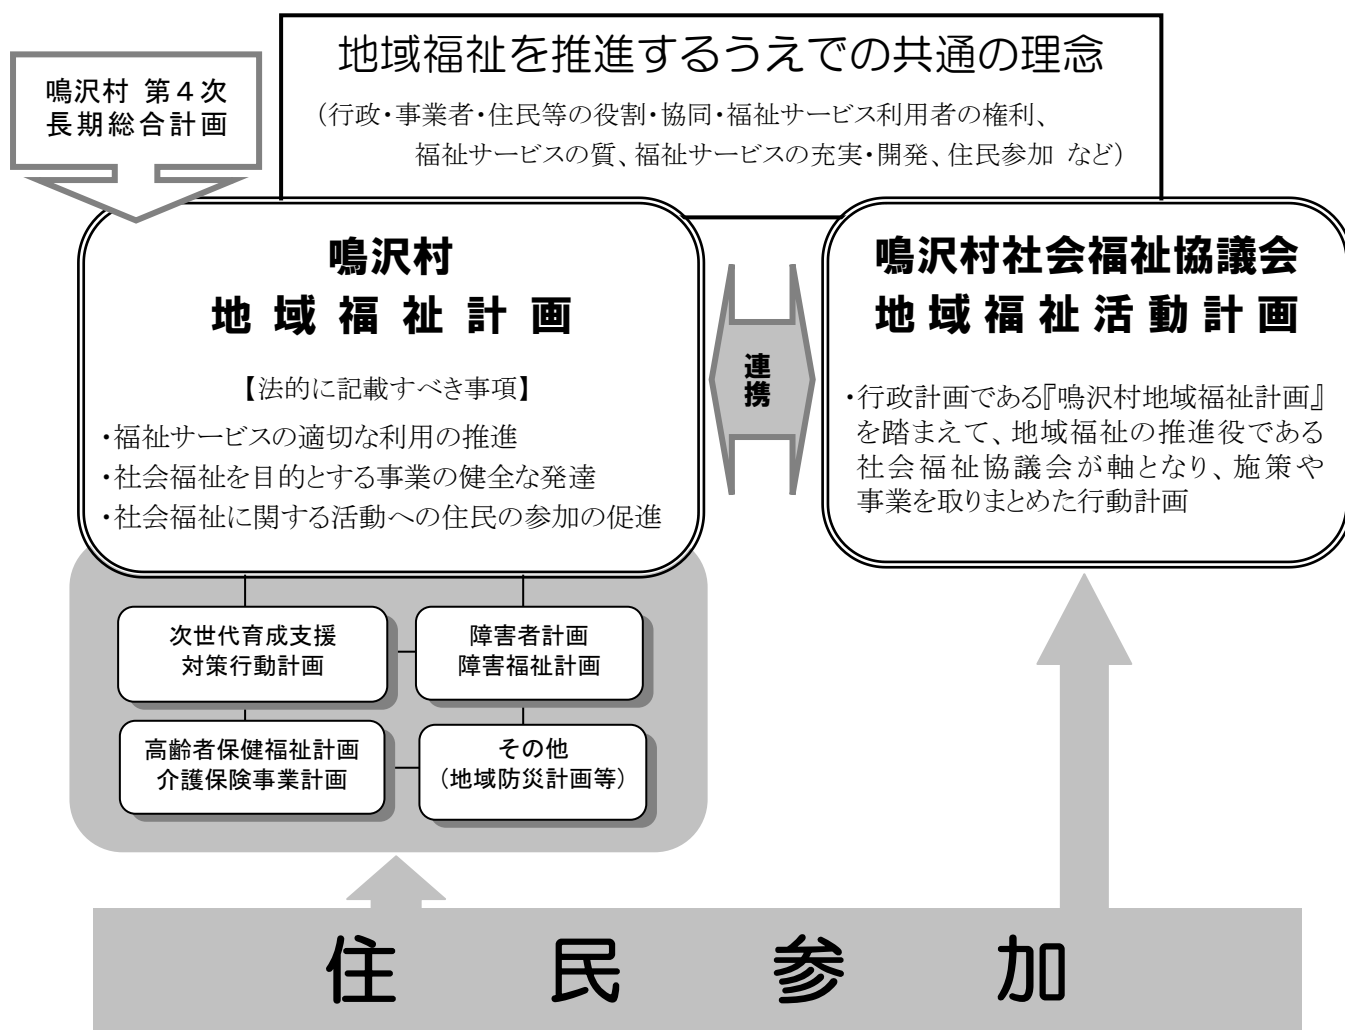 地域福祉を推進するうえでの共通の理念
（行政・事業者・住民等の役割・協同・福祉サービス利用者の権利、
福祉サービスの質、福祉サービスの充実・開発、住民参加 など）
鳴沢村 第４次
長期総合計画
鳴沢村
地域福祉計画
【法的に記載すべき事項】
・福祉サービスの適切な利用の推進
・社会福祉を目的とする事業の健全な発達
・社会福祉に関する活動への住民の参加の促進
連携
鳴沢村社会福祉協議会
地域福祉活動計画
・行政計画である『鳴沢村地域福祉計画』
を踏まえて、地域福祉の推進役である
社会福祉協議会が軸となり、施策や
事業を取りまとめた行動計画
次世代育成支援
対策行動計画
障害者計画
障害福祉計画
高齢者保健福祉計画
介護保険事業計画
その他
（地域防災計画等）
住民参加